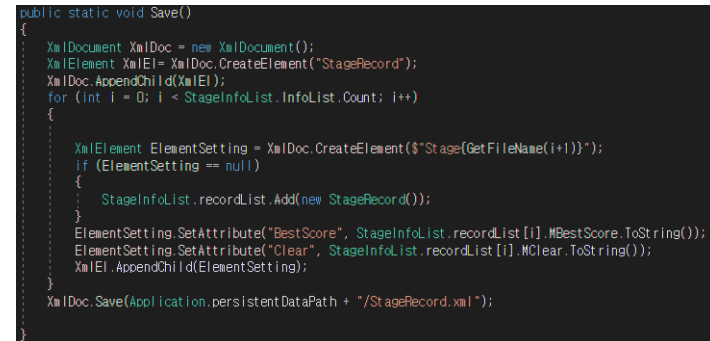 public static void Save()
{
XmlDocument XmlDoc = new XmlDocument();
XmlElement XmlEl= XmlDoc.CreateElement("StageRecord");
XmlDoc.AppendChild(XmlEl);
for (int i = 0; i < StageInfoList.InfoList.Count; i++)
{
XmlElement ElementSetting = XmlDoc.CreateElement($"Stage{GetFileName(i+1)}");
if (ElementSetting == null)
{
StageInfoList.recordList.Add(new StageRecord());
}
ElementSetting.SetAttribute("BestScore", StageInfoList.recordList[i].MBestScore.ToString());
ElementSetting.SetAttribute("Clear", StageInfoList.recordList[i].MClear.ToString());
XmlEl.AppendChild(ElementSetting);
}
XmlDoc.Save(Application.persistentDataPath + "/StageRecord.xml");
}